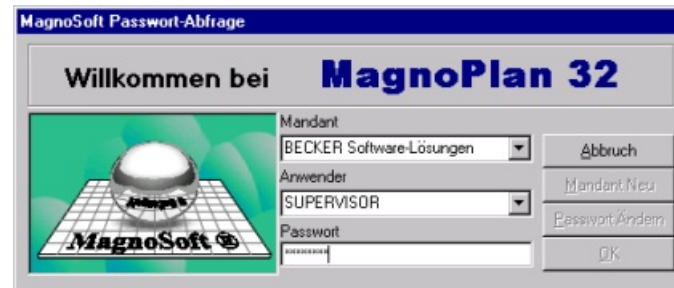 MagnoSoft Passwort-Abfrage
Willkommen bei MagnoPlan 32
Mandant
BECKER Software-Lösungen
Abbruch
Anwender
Mandant Neu
SUPERVISOR
Passwort Ändern
Passwort
*********
OK
MagnoSoft